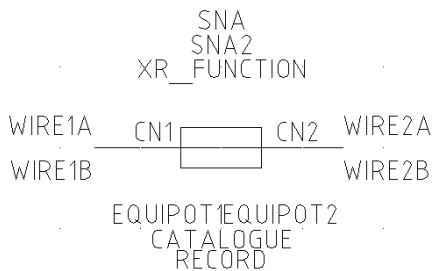 SNA
SNA2
XR_FUNCTION
WIRE1A CN1 CN2 WIRE2A
WIRE1B WIRE2B
EQUIPOT1EQUIPOT2
CATALOGUE
RECORD